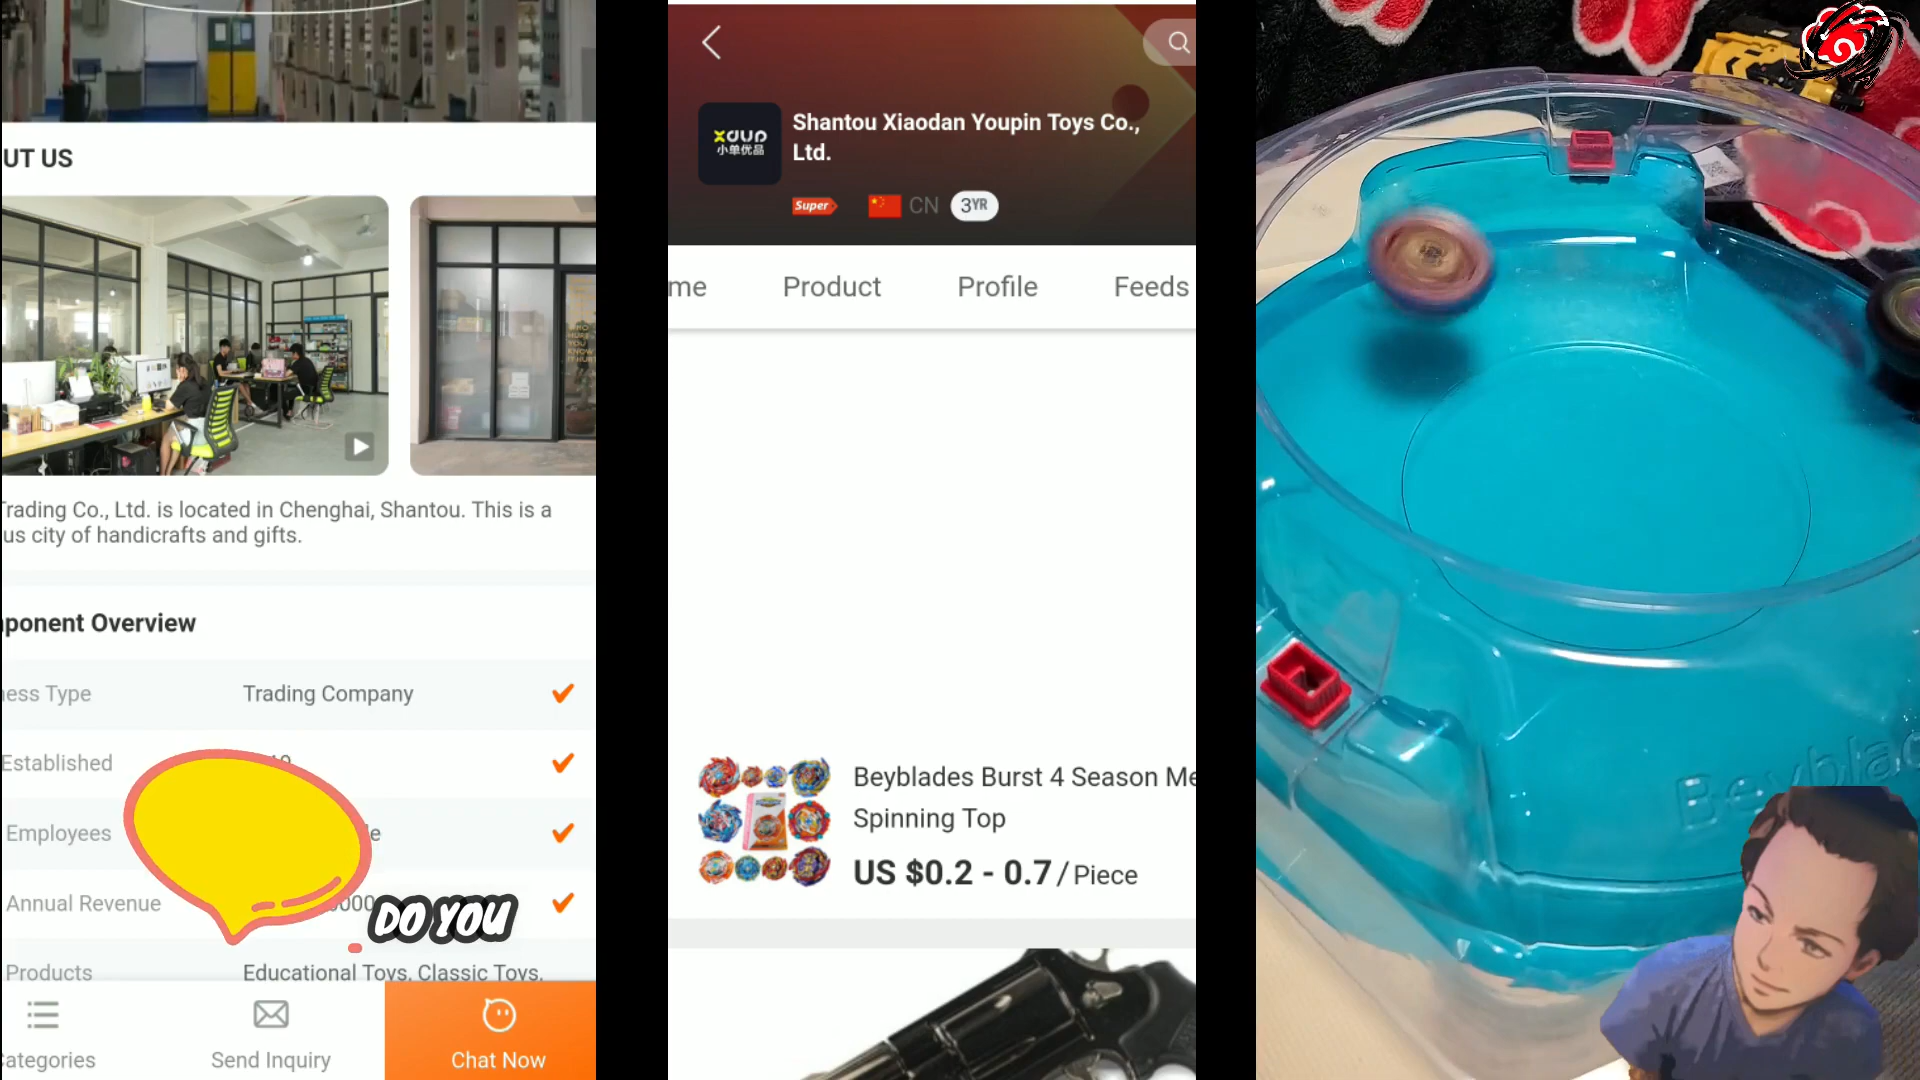 UT US
Trading Co., Ltd. is located in Chenghai, Shantou. This is a
us city of handicrafts and gifts.
ponent Overview
ness Type Trading Company
Established
Employees
Annual Revenue
DO YOU
Products Educational Toys, Classic Toys,
ategories Send Inquiry Chat Now
XDUP
小单优品
Shantou Xiaodan Youpin Toys Co.,
Ltd.
Super CN 3YR
me Product Profile Feeds
Beyblades Burst 4 Season Me
Spinning Top
US $0.2 - 0.7 / Piece
Beyblad